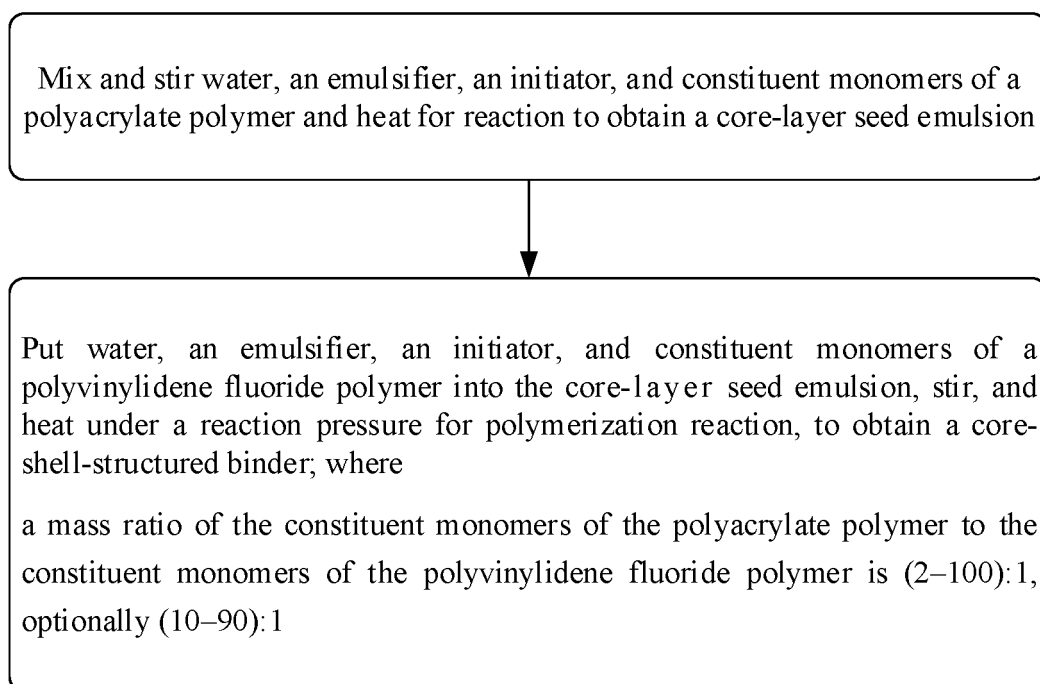 Mix and stir water, an emulsifier, an initiator, and constituent monomers of a
polyacrylate polymer and heat for reaction to obtain a core-layer seed emulsion
Put water, an emulsifier, an initiator, and constituent monomers of a
polyvinylidene fluoride polymer into the core-layer seed emulsion, stir, and
heat under a reaction pressure for polymerization reaction, to obtain a core-
shell-structured binder; where
a mass ratio of the constituent monomers of the polyacrylate polymer to the
constituent monomers of the polyvinylidene fluoride polymer is (2–100):1,
optionally (10–90):1